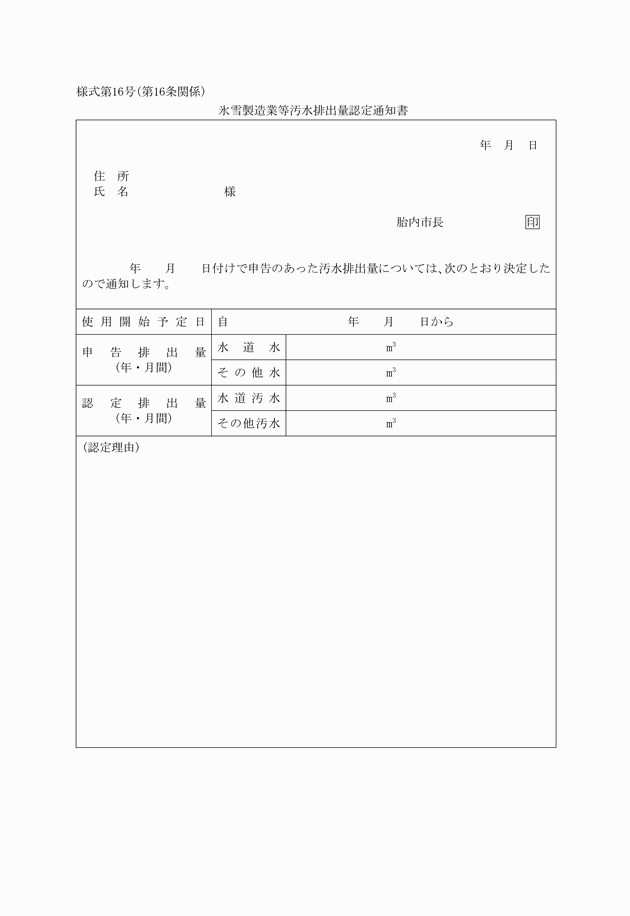 様式第16号(第16条関係)
氷雪製造業等汚水排出量認定通知書
年　月　日
住　所
氏　名　　　　　　　　様
胎内市長　　　　　　　印
年　　月　　日付けで申告のあった汚水排出量については、次のとおり決定した
ので通知します。
使用開始予定日　自　　　　　　　　　　年　　月　　日から
申告排出量
(年・月間)
水道水　　　　　　　　㎥
その他水　　　　　　　㎥
認定排出量
(年・月間)
水道汚水　　　　　　　㎥
その他汚水　　　　　　㎥
(認定理由)